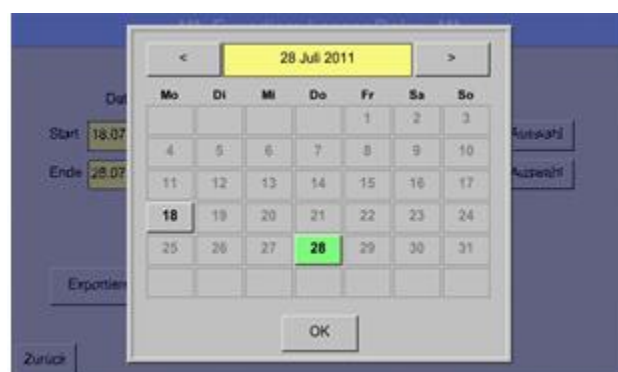 < 28 Juli 2011 >
Mo Di Mi Do Fr Sa So
1 2 3
4 5 6 7 8 9 10
11 12 13 14 15 16 17
18 19 20 21 22 23 24
25 26 27 28 29 30 31
OK
Start 18.07
Auswahl
Ende 28.07
Auswahl
Zurück